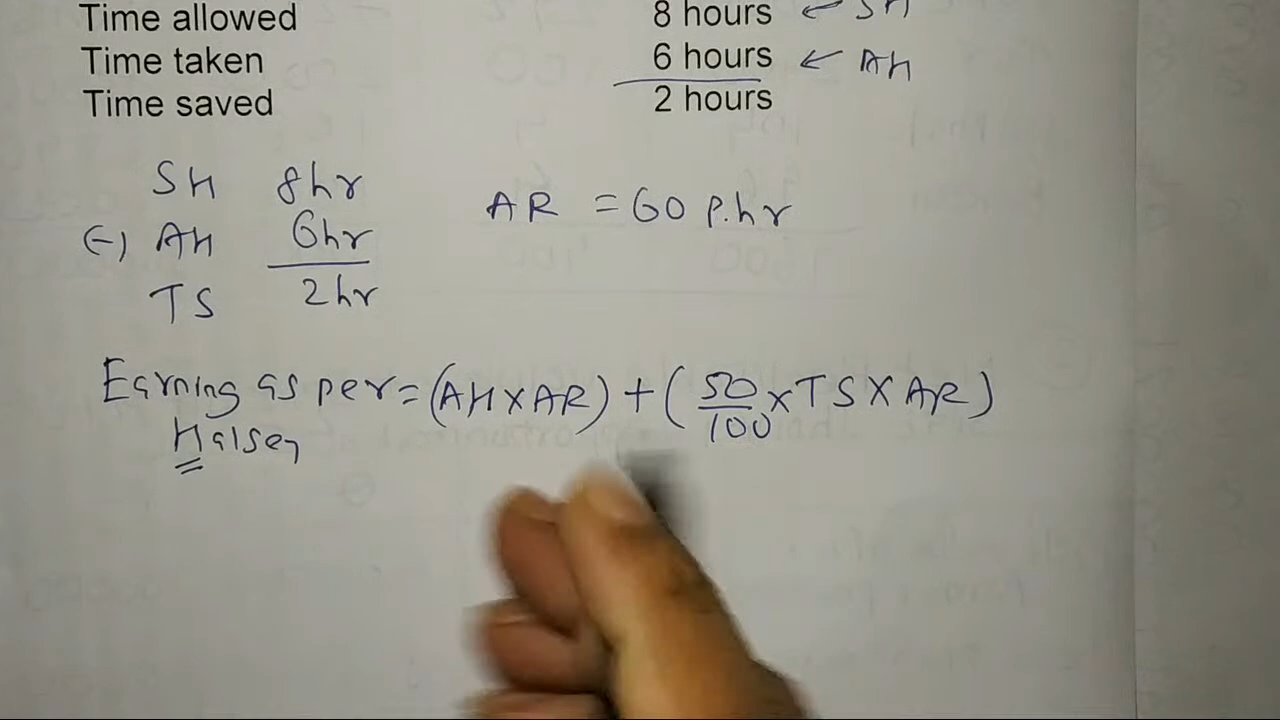 Time allowed 8 hours ← SH
Time taken 6 hours ← AH
Time saved 2 hours
SH 8hr
(-) AH 6hr
TS 2hr
AR = 60 p.hr
Earning as per = (AH X AR) + (50/100 x TS X AR)
Halsey